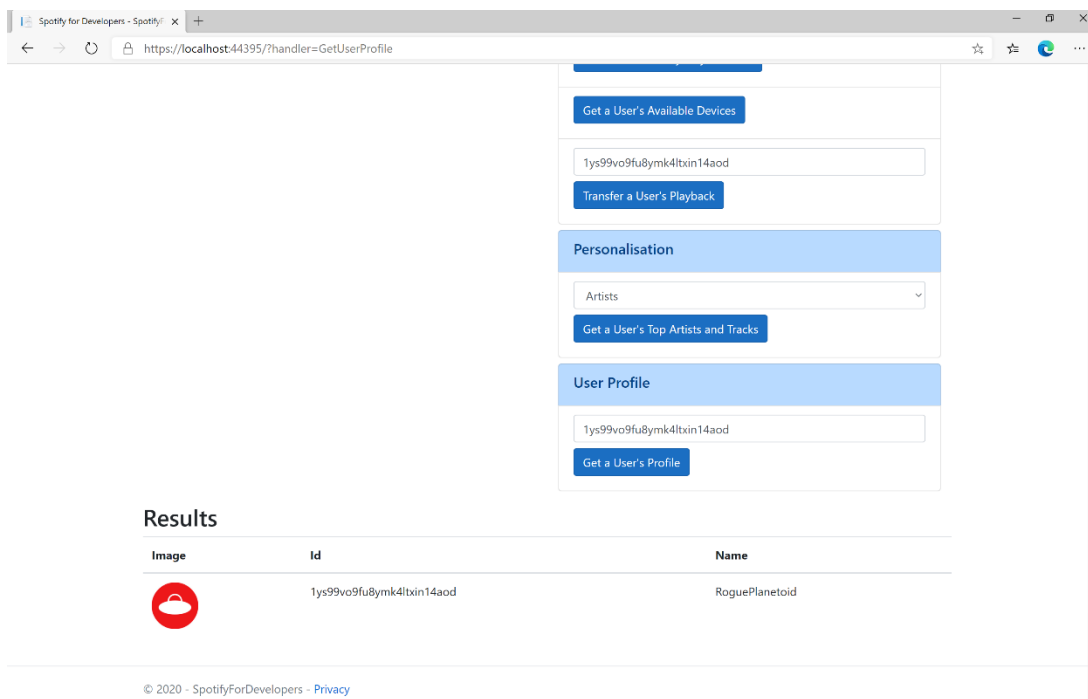 Spotify for Developers - Spotify
https://localhost:44395/?handler=GetUserProfile
Get a User's Available Devices
1ys99vo9fu8ymk4ltxin14aod
Transfer a User's Playback
Personalisation
Artists
Get a User's Top Artists and Tracks
User Profile
1ys99vo9fu8ymk4ltxin14aod
Get a User's Profile
Results
Image Id Name
1ys99vo9fu8ymk4ltxin14aod RoguePlanetoid
© 2020 - SpotifyForDevelopers - Privacy